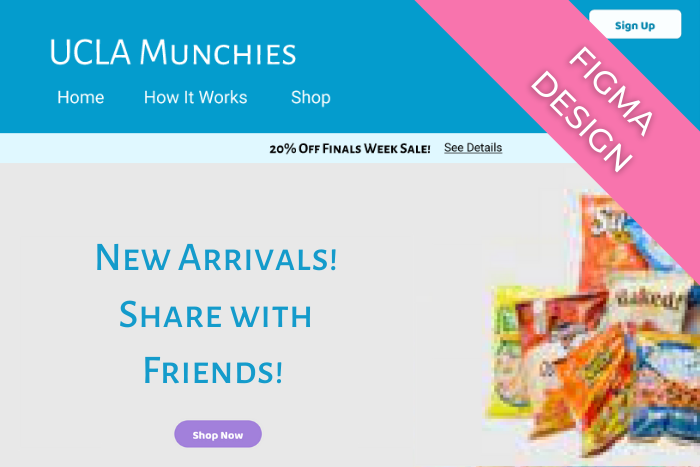 Sign Up
UCLA Munchies
Home How It Works Shop
FIGMA
DESIGN
20% Off Finals Week Sale! See Details
New Arrivals!
Share with
Friends!
Baked!
Shop Now